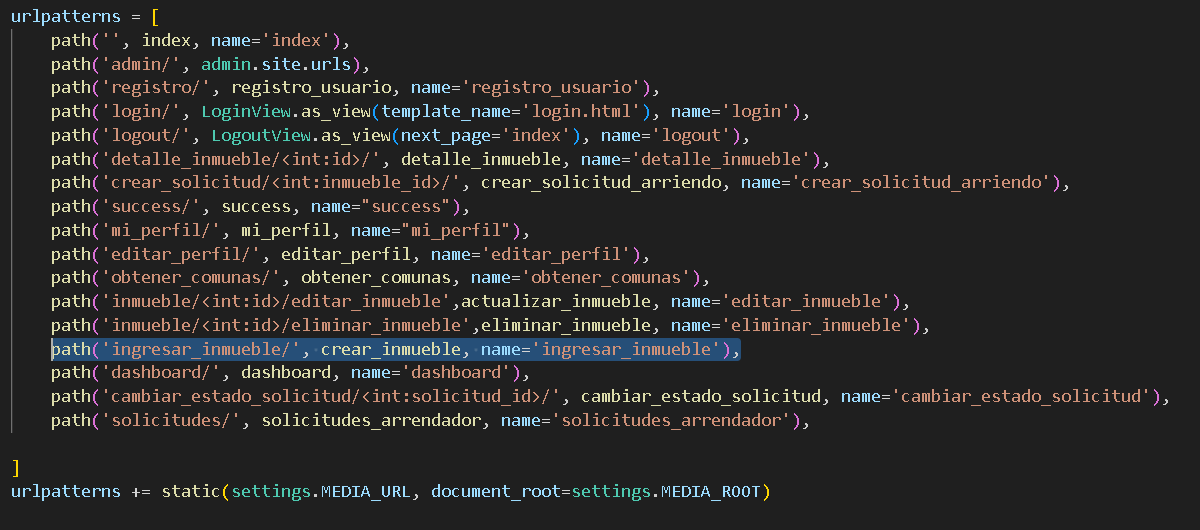 urlpatterns = [
path('', index, name='index'),
path('admin/', admin.site.urls),
path('registro/', registro_usuario, name='registro_usuario'),
path('login/', LoginView.as_view(template_name='login.html'), name='login'),
path('logout/', LogoutView.as_view(next_page='index'), name='logout'),
path('detalle_inmueble/<int:id>/', detalle_inmueble, name='detalle_inmueble'),
path('crear_solicitud/<int:inmueble_id>/', crear_solicitud_arriendo, name='crear_solicitud_arriendo'),
path('success/', success, name="success"),
path('mi_perfil/', mi_perfil, name="mi_perfil"),
path('editar_perfil/', editar_perfil, name='editar_perfil'),
path('obtener_comunas/', obtener_comunas, name='obtener_comunas'),
path('inmueble/<int:id>/editar_inmueble',actualizar_inmueble, name='editar_inmueble'),
path('inmueble/<int:id>/eliminar_inmueble',eliminar_inmueble, name='eliminar_inmueble'),
path('ingresar_inmueble/', crear_inmueble, name='ingresar_inmueble'),
path('dashboard/', dashboard, name='dashboard'),
path('cambiar_estado_solicitud/<int:solicitud_id>/', cambiar_estado_solicitud, name='cambiar_estado_solicitud'),
path('solicitudes/', solicitudes_arrendador, name='solicitudes_arrendador'),
]
urlpatterns += static(settings.MEDIA_URL, document_root=settings.MEDIA_ROOT)